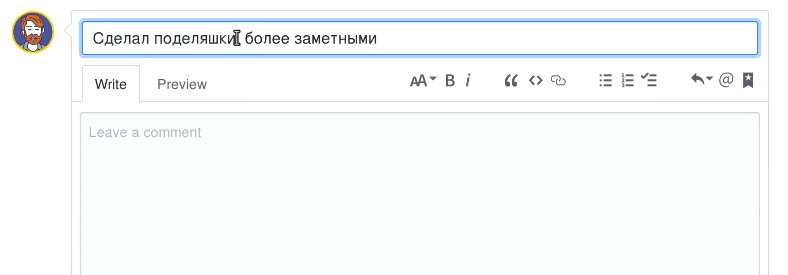 Сделал поделяшки более заметными
Write Preview AA B i @
Leave a comment